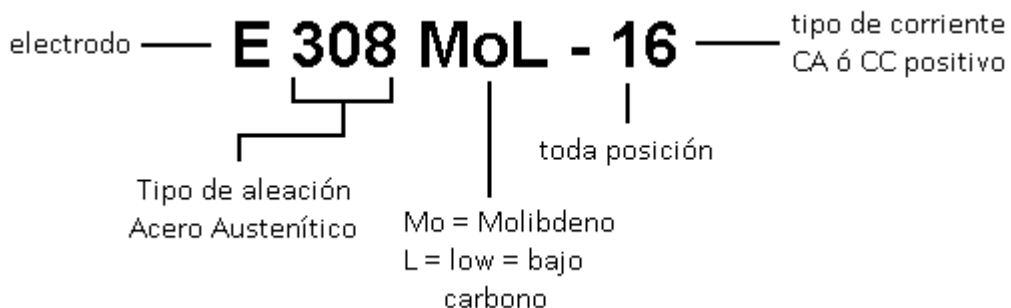 electrodo
E 308 MoL - 16
tipo de corriente
CA ó CC positivo
toda posición
Tipo de aleación
Acero Austenítico
Mo = Molibdeno
L = low = bajo
carbono